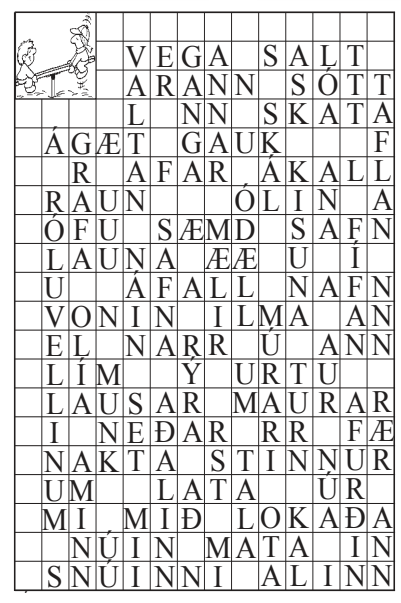 VEGA SALT
ARANN SÓTT
L NN SKATA
ÁGÆT GAUK F
R AFAR ÁKALL
RAUN ÓLIN A
ÓFU SÆMD SAFN
LAUNA ÆÆ U Í
U ÁFALL NAFN
VONIN ILMA AN
EL NARR Ú ANN
LÍM Ý URTU
LAUSAR MAURAR
I NEÐAR RR FÆ
NAKTA STINNUR
UM LATA ÚR
MI MIÐ LOKAÐA
NÚIN MATA IN
SNÚINNI ALINN